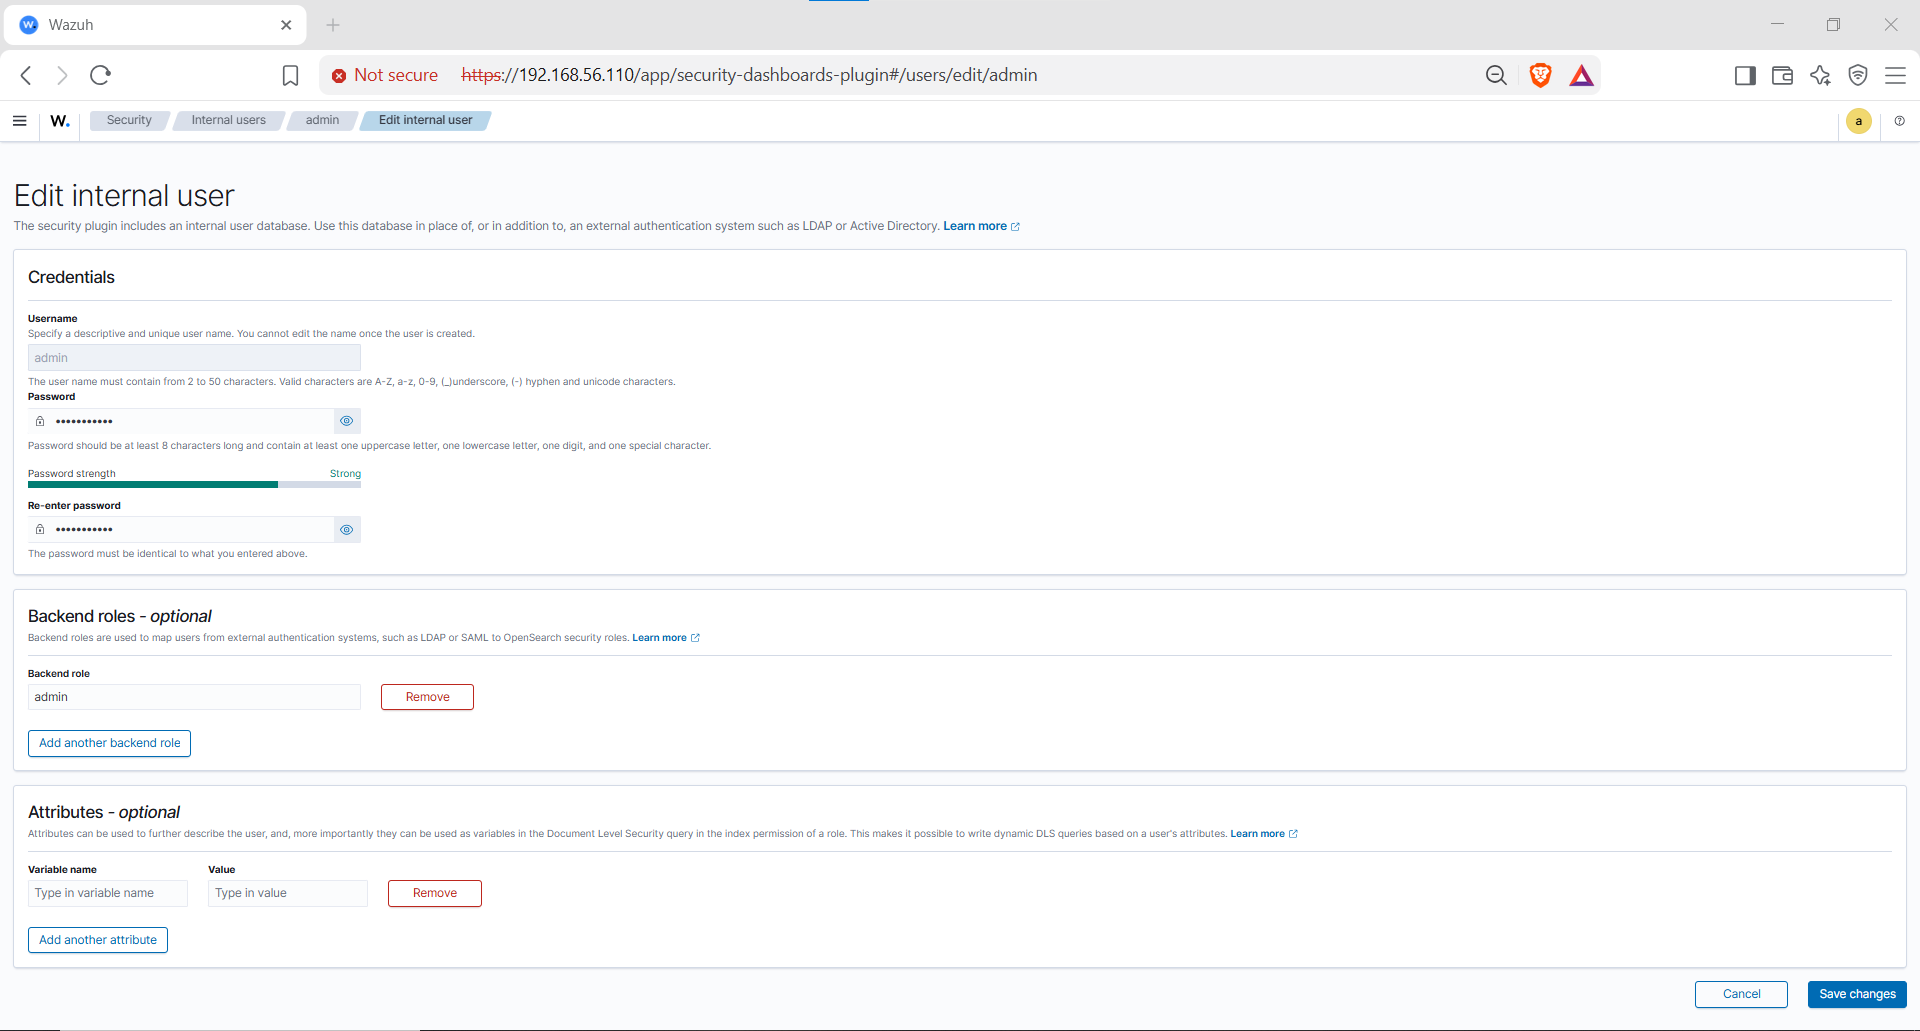 Wazuh
Not secure https://192.168.56.110/app/security-dashboards-plugin#/users/edit/admin
W. Security Internal users admin Edit internal user a
Edit internal user
The security plugin includes an internal user database. Use this database in place of, or in addition to, an external authentication system such as LDAP or Active Directory. Learn more
Credentials
Username
Specify a descriptive and unique user name. You cannot edit the name once the user is created.
admin
The user name must contain from 2 to 50 characters. Valid characters are A-Z, a-z, 0-9, (_)underscore, (-) hyphen and unicode characters.
Password
•••••••••••
Password should be at least 8 characters long and contain at least one uppercase letter, one lowercase letter, one digit, and one special character.
Password strength Strong
Re-enter password
•••••••••••
The password must be identical to what you entered above.
Backend roles - optional
Backend roles are used to map users from external authentication systems, such as LDAP or SAML to OpenSearch security roles. Learn more
Backend role
admin Remove
Add another backend role
Attributes - optional
Attributes can be used to further describe the user, and, more importantly they can be used as variables in the Document Level Security query in the index permission of a role. This makes it possible to write dynamic DLS queries based on a user's attributes. Learn more
Variable name Value
Type in variable name Type in value Remove
Add another attribute
Cancel Save changes